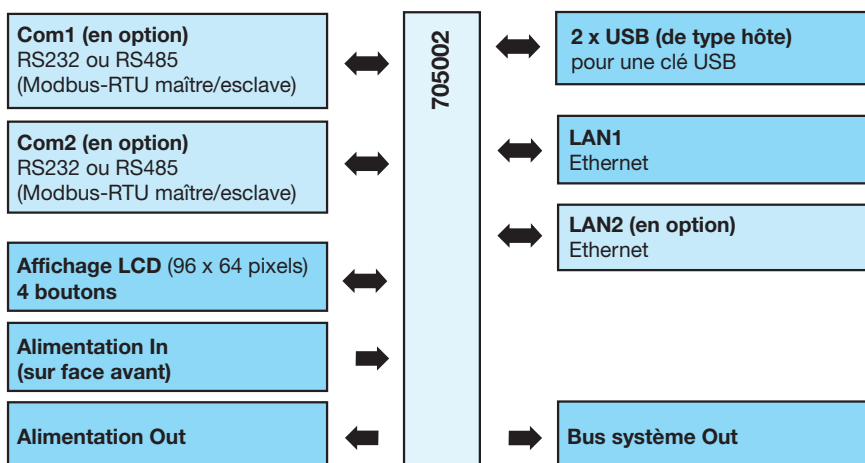 Com1 (en option)
RS232 ou RS485
(Modbus-RTU maître/esclave)
Com2 (en option)
RS232 ou RS485
(Modbus-RTU maître/esclave)
Affichage LCD (96 x 64 pixels)
4 boutons
Alimentation In
(sur face avant)
Alimentation Out
705002
2 x USB (de type hôte)
pour une clé USB
LAN1
Ethernet
LAN2 (en option)
Ethernet
Bus système Out